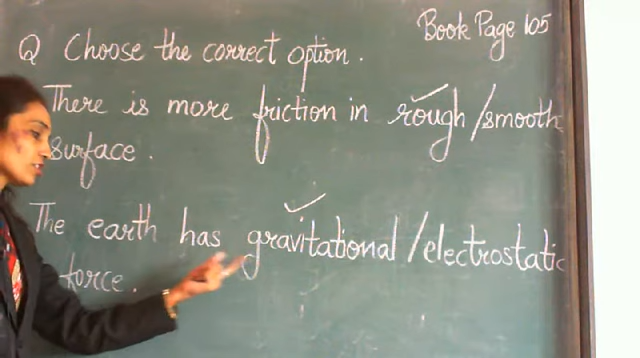 Book Page 105
Q Choose the correct option.
There is more friction in rough/smooth
surface.
The earth has gravitational/electrostatic
force.